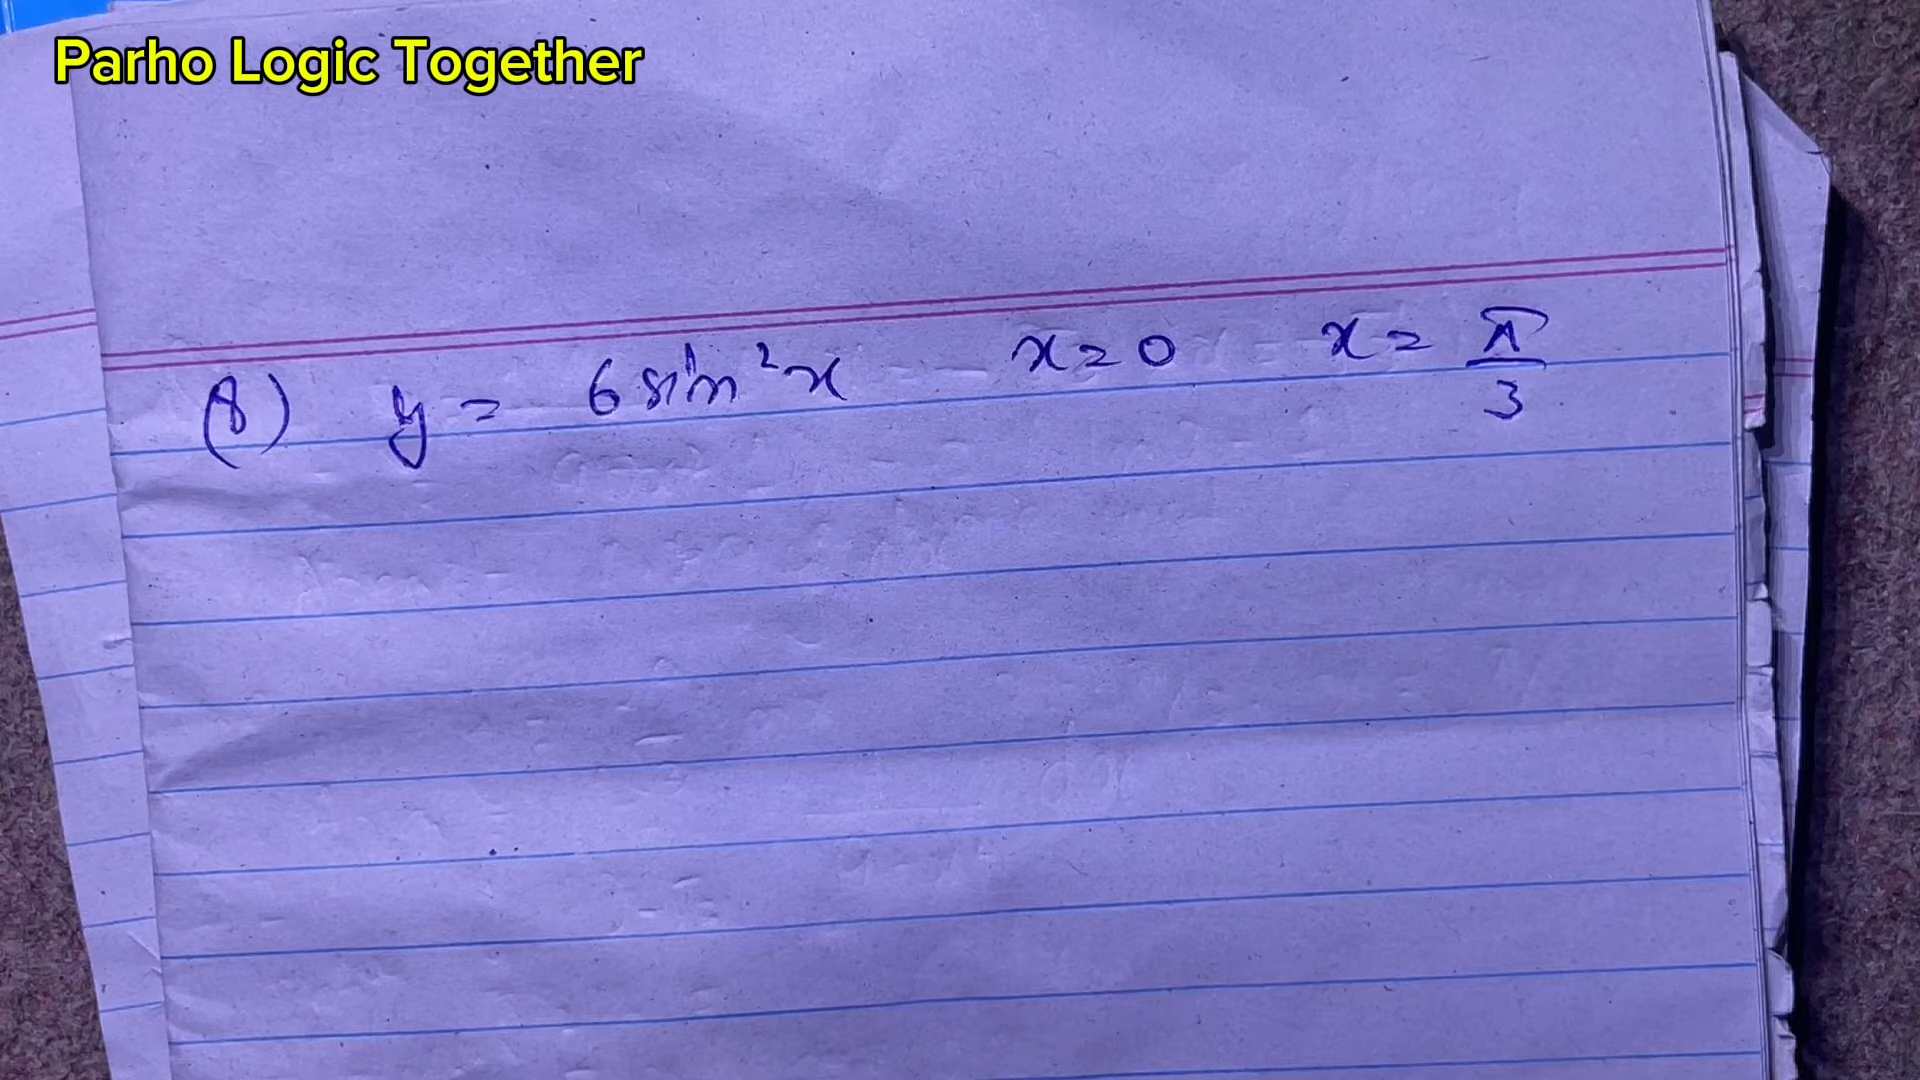 Parho Logic Together
(8) y = 6 sin²x x=0 x= π/3